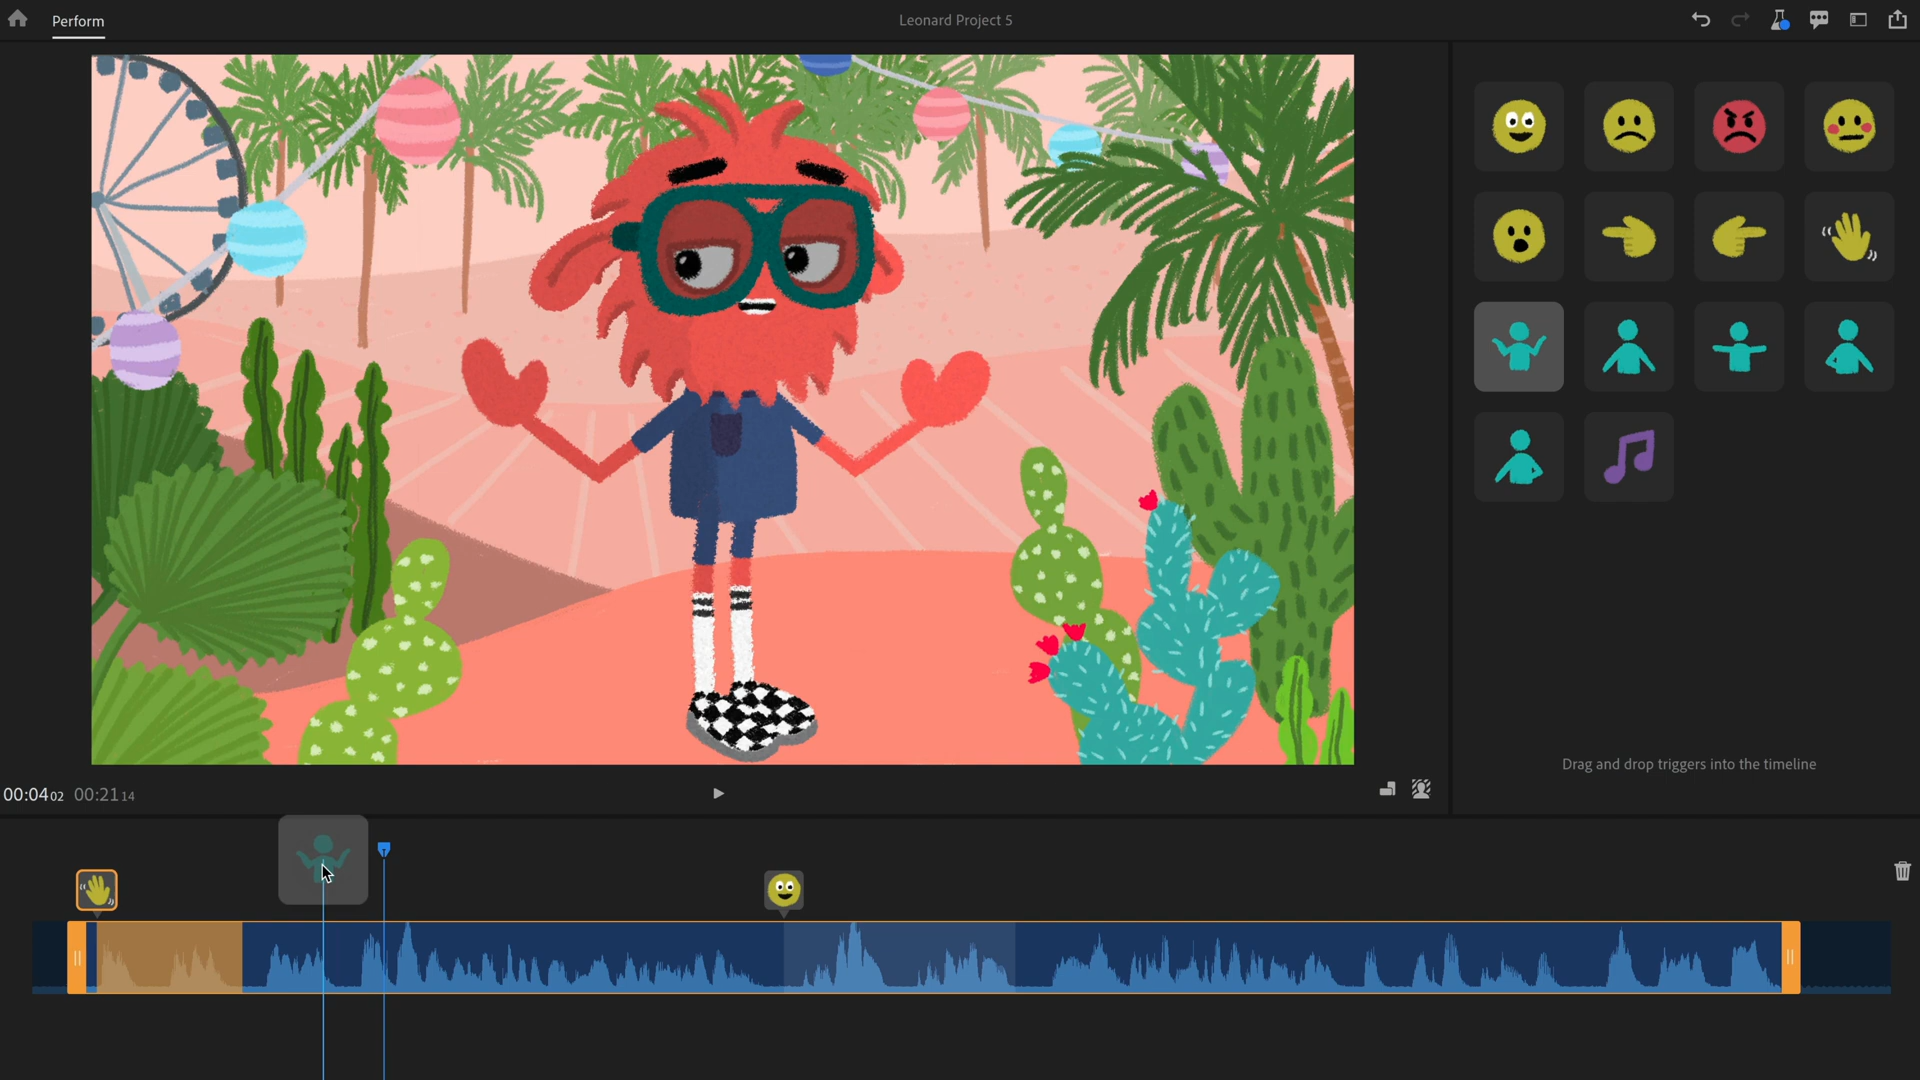 Perform
Leonard Project 5
Drag and drop triggers into the timeline
00:04 02
00:21 14